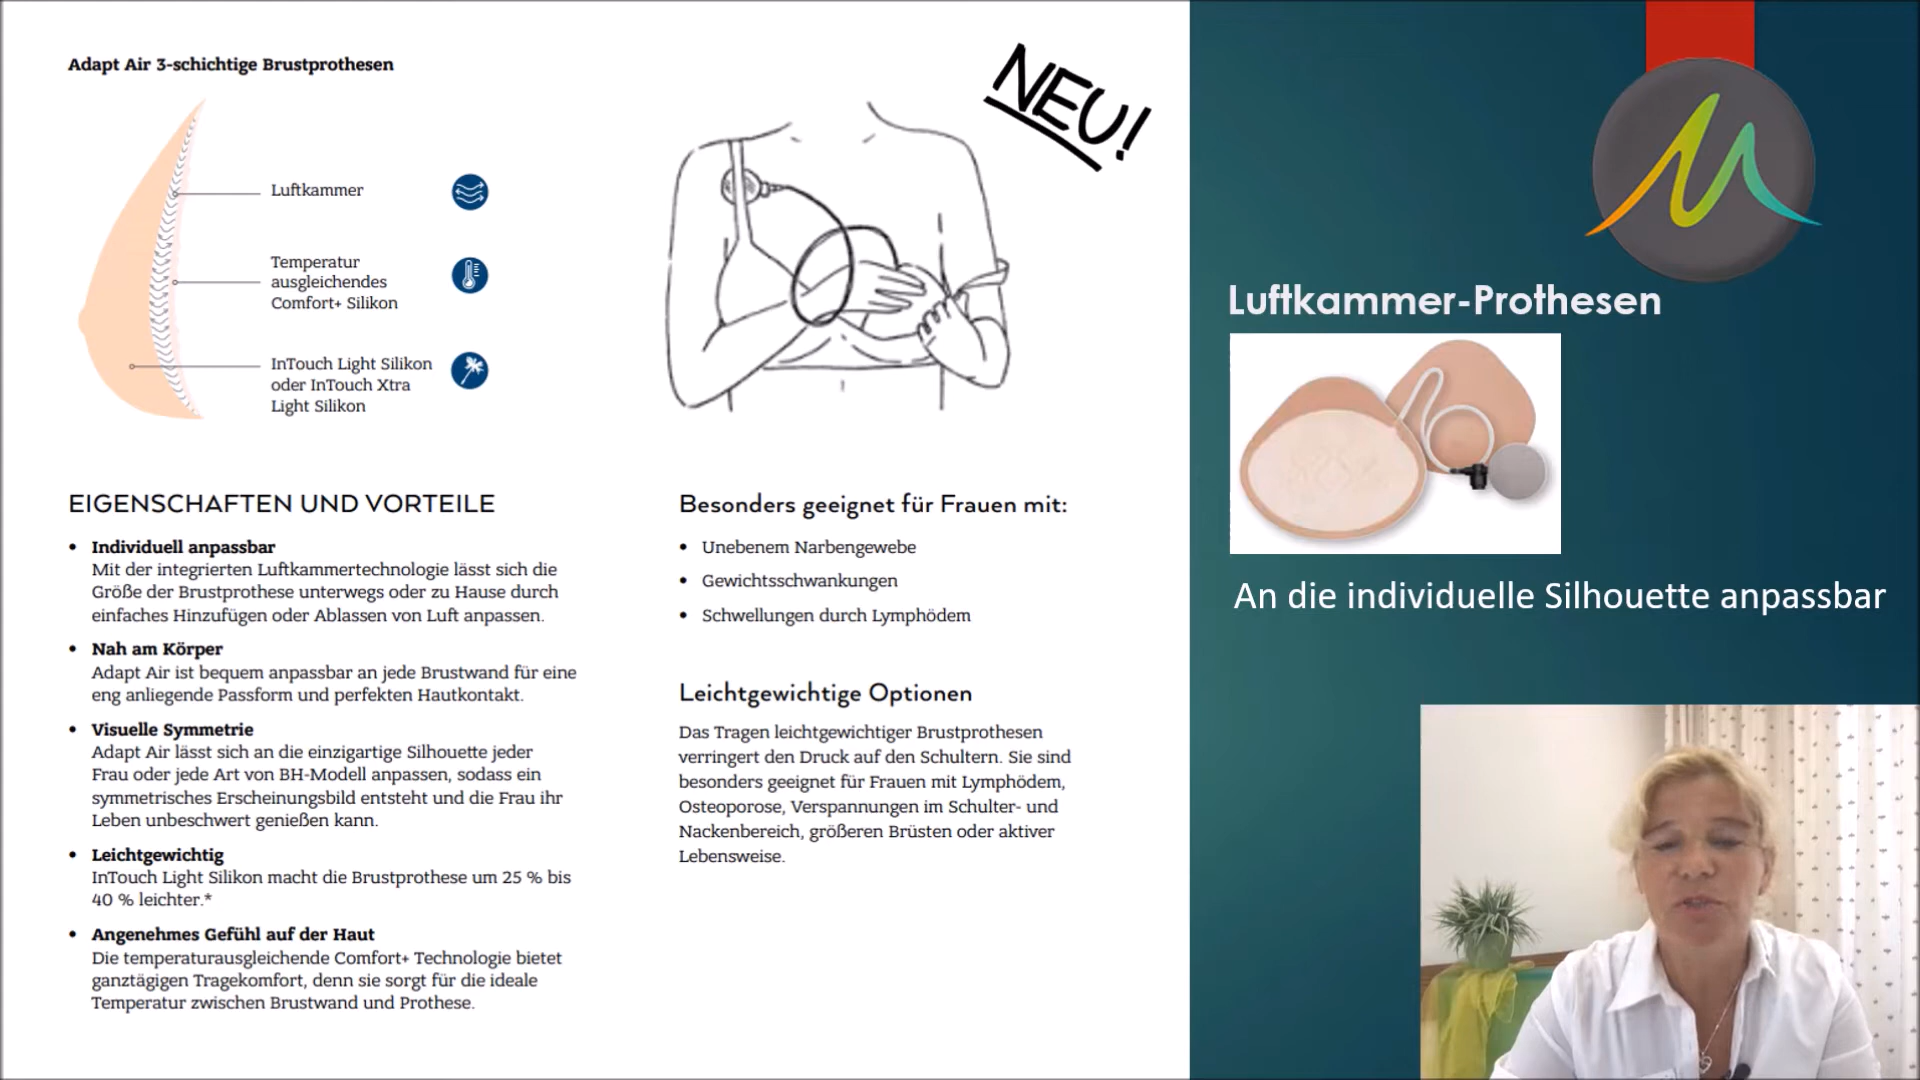 Adapt Air 3-schichtige Brustprothesen
Luftkammer
Temperatur
ausgleichendes
Comfort+ Silikon
InTouch Light Silikon
oder InTouch Xtra
Light Silikon
NEU!
EIGENSCHAFTEN UND VORTEILE
• Individuell anpassbar
Mit der integrierten Luftkammertechnologie lässt sich die
Größe der Brustprothese unterwegs oder zu Hause durch
einfaches Hinzufügen oder Ablassen von Luft anpassen.
• Nah am Körper
Adapt Air ist bequem anpassbar an jede Brustwand für eine
eng anliegende Passform und perfekten Hautkontakt.
• Visuelle Symmetrie
Adapt Air lässt sich an die einzigartige Silhouette jeder
Frau oder jede Art von BH-Modell anpassen, sodass ein
symmetrisches Erscheinungsbild entsteht und die Frau ihr
Leben unbeschwert genießen kann.
• Leichtgewichtig
InTouch Light Silikon macht die Brustprothese um 25 % bis
40 % leichter.*
• Angenehmes Gefühl auf der Haut
Die temperaturausgleichende Comfort+ Technologie bietet
ganztägigen Tragekomfort, denn sie sorgt für die ideale
Temperatur zwischen Brustwand und Prothese.
Besonders geeignet für Frauen mit:
• Unebenem Narbengewebe
• Gewichtsschwankungen
• Schwellungen durch Lymphödem
Leichtgewichtige Optionen
Das Tragen leichtgewichtiger Brustprothesen
verringert den Druck auf den Schultern. Sie sind
besonders geeignet für Frauen mit Lymphödem,
Osteoporose, Verspannungen im Schulter- und
Nackenbereich, größeren Brüsten oder aktiver
Lebensweise.
Luftkammer-Prothesen
An die individuelle Silhouette anpassbar